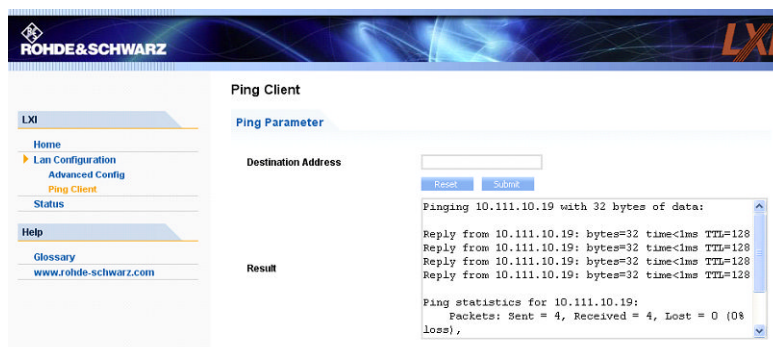 ROHDE&SCHWARZ
LXI
Ping Client
LXI
Ping Parameter
Home
Lan Configuration
Advanced Config
Ping Client
Status
Help
Glossary
www.rohde-schwarz.com
Destination Address
Reset Submit
Result
Pinging 10.111.10.19 with 32 bytes of data:
Reply from 10.111.10.19: bytes=32 time<1ms TTL=128
Reply from 10.111.10.19: bytes=32 time<1ms TTL=128
Reply from 10.111.10.19: bytes=32 time<1ms TTL=128
Reply from 10.111.10.19: bytes=32 time<1ms TTL=128
Ping statistics for 10.111.10.19:
Packets: Sent = 4, Received = 4, Lost = 0 (0%
loss),